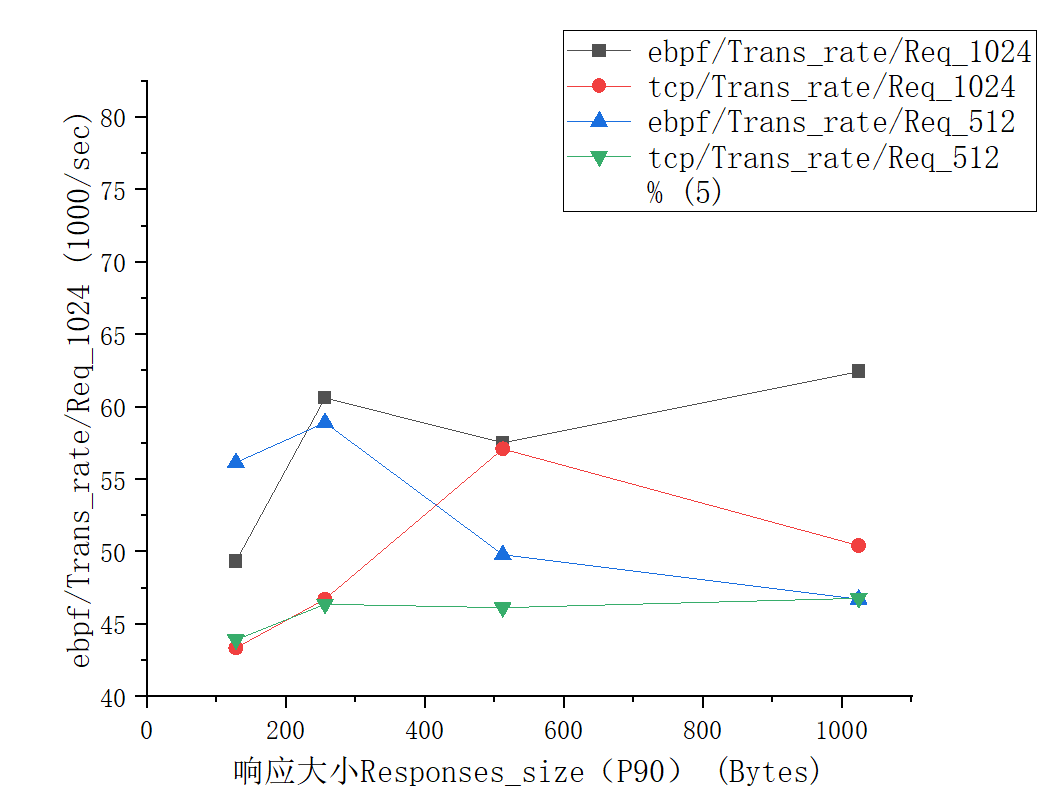 ebpf/Trans_rate/Req_1024
tcp/Trans_rate/Req_1024
ebpf/Trans_rate/Req_512
tcp/Trans_rate/Req_512
% (5)
ebpf/Trans_rate/Req_1024 (1000/sec)
80
75
70
65
60
55
50
45
40
0 200 400 600 800 1000
响应大小Responses_size（P90） (Bytes)